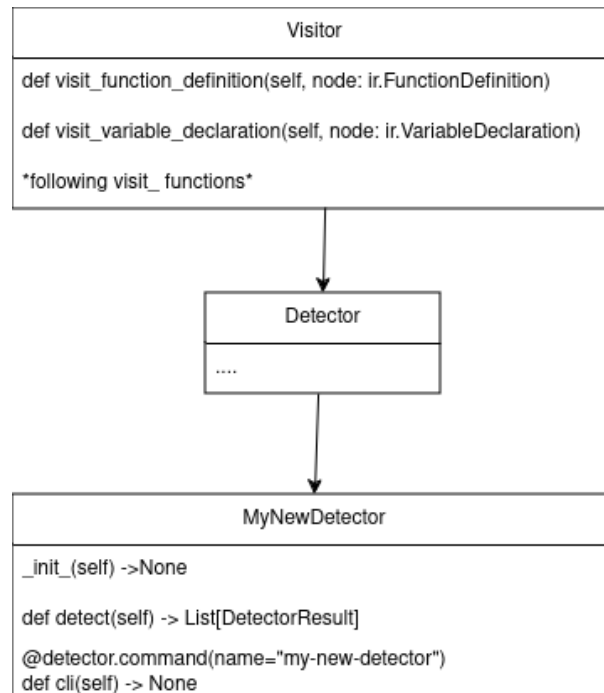 Visitor
def visit_function_definition(self, node: ir.FunctionDefinition)
def visit_variable_declaration(self, node: ir.VariableDeclaration)
*following visit_ functions*
Detector
....
MyNewDetector
_init_(self) ->None
def detect(self) -> List[DetectorResult]
@detector.command(name="my-new-detector")
def cli(self) -> None